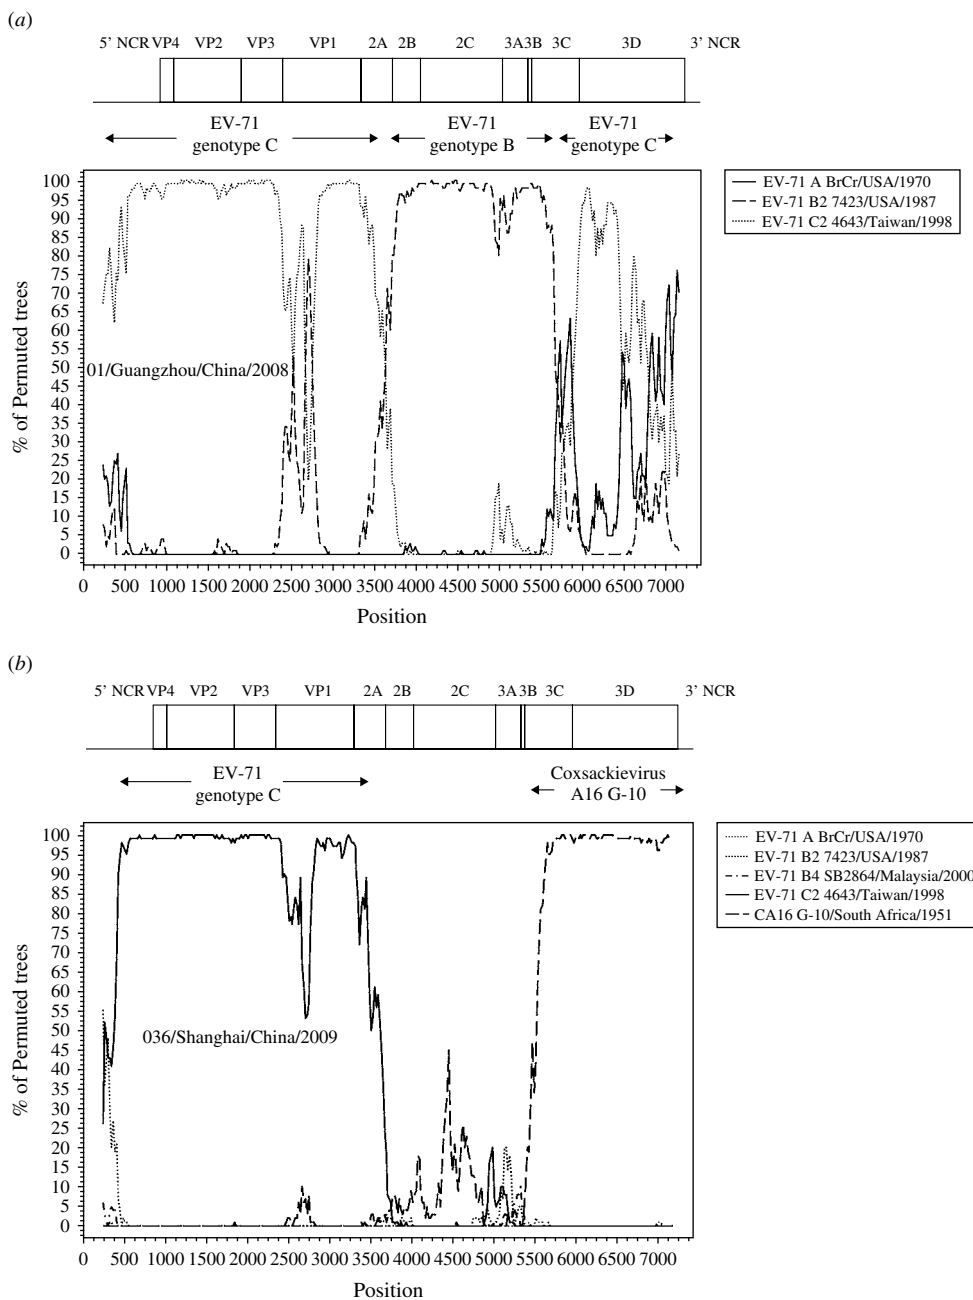 (a)
5' NCR VP4 VP2 VP3 VP1 2A 2B 2C 3A 3B 3C 3D 3' NCR
EV-71 genotype C
EV-71 genotype B
EV-71 genotype C
100
95
90
85
80
75
70
65
60
55
50
45
40
35
30
25
20
15
10
5
0
% of Permuted trees
01/Guangzhou/China/2008
EV-71 A BrCr/USA/1970
EV-71 B2 7423/USA/1987
EV-71 C2 4643/Taiwan/1998
0 500 1000 1500 2000 2500 3000 3500 4000 4500 5000 5500 6000 6500 7000
Position
(b)
5' NCR VP4 VP2 VP3 VP1 2A 2B 2C 3A 3B 3C 3D 3' NCR
EV-71 genotype C
Coxsackievirus A16 G-10
100
95
90
85
80
75
70
65
60
55
50
45
40
35
30
25
20
15
10
5
0
% of Permuted trees
036/Shanghai/China/2009
EV-71 A BrCr/USA/1970
EV-71 B2 7423/USA/1987
EV-71 B4 SB2864/Malaysia/2000
EV-71 C2 4643/Taiwan/1998
CA16 G-10/South Africa/1951
0 500 1000 1500 2000 2500 3000 3500 4000 4500 5000 5500 6000 6500 7000
Position